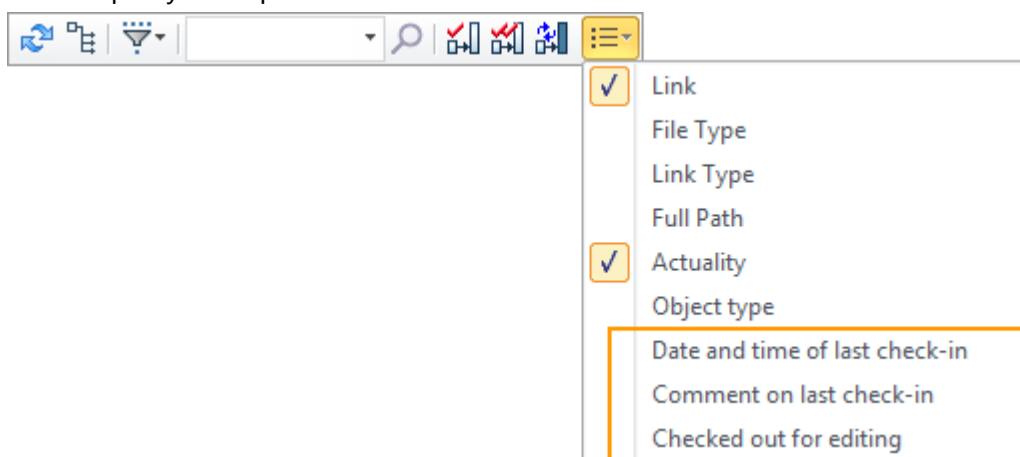 Link
File Type
Link Type
Full Path
Actuality
Object type
Date and time of last check-in
Comment on last check-in
Checked out for editing